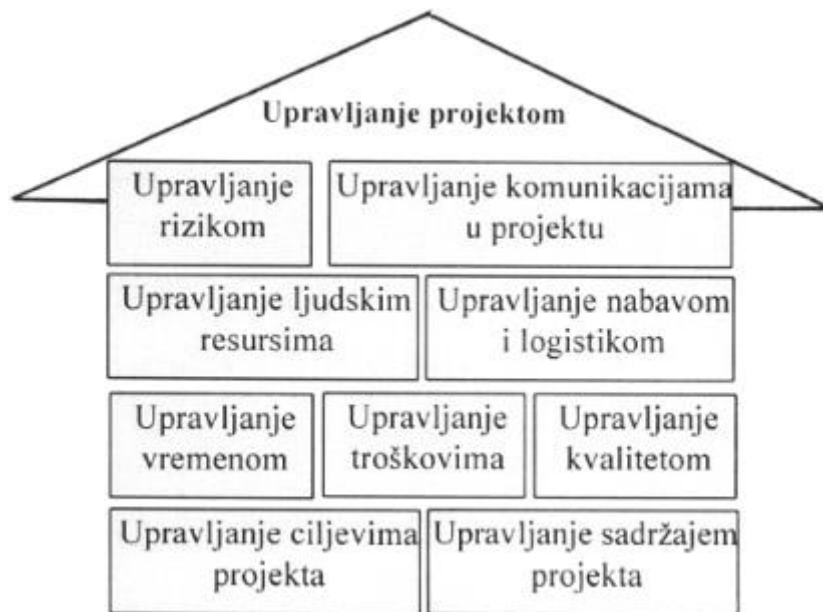 Upravljanje projektom
Upravljanje
rizikom
Upravljanje komunikacijama
u projektu
Upravljanje ljudskim
resursima
Upravljanje nabavom
i logistikom
Upravljanje
vremenom
Upravljanje
troškovima
Upravljanje
kvalitetom
Upravljanje ciljevima
projekta
Upravljanje sadržajem
projekta